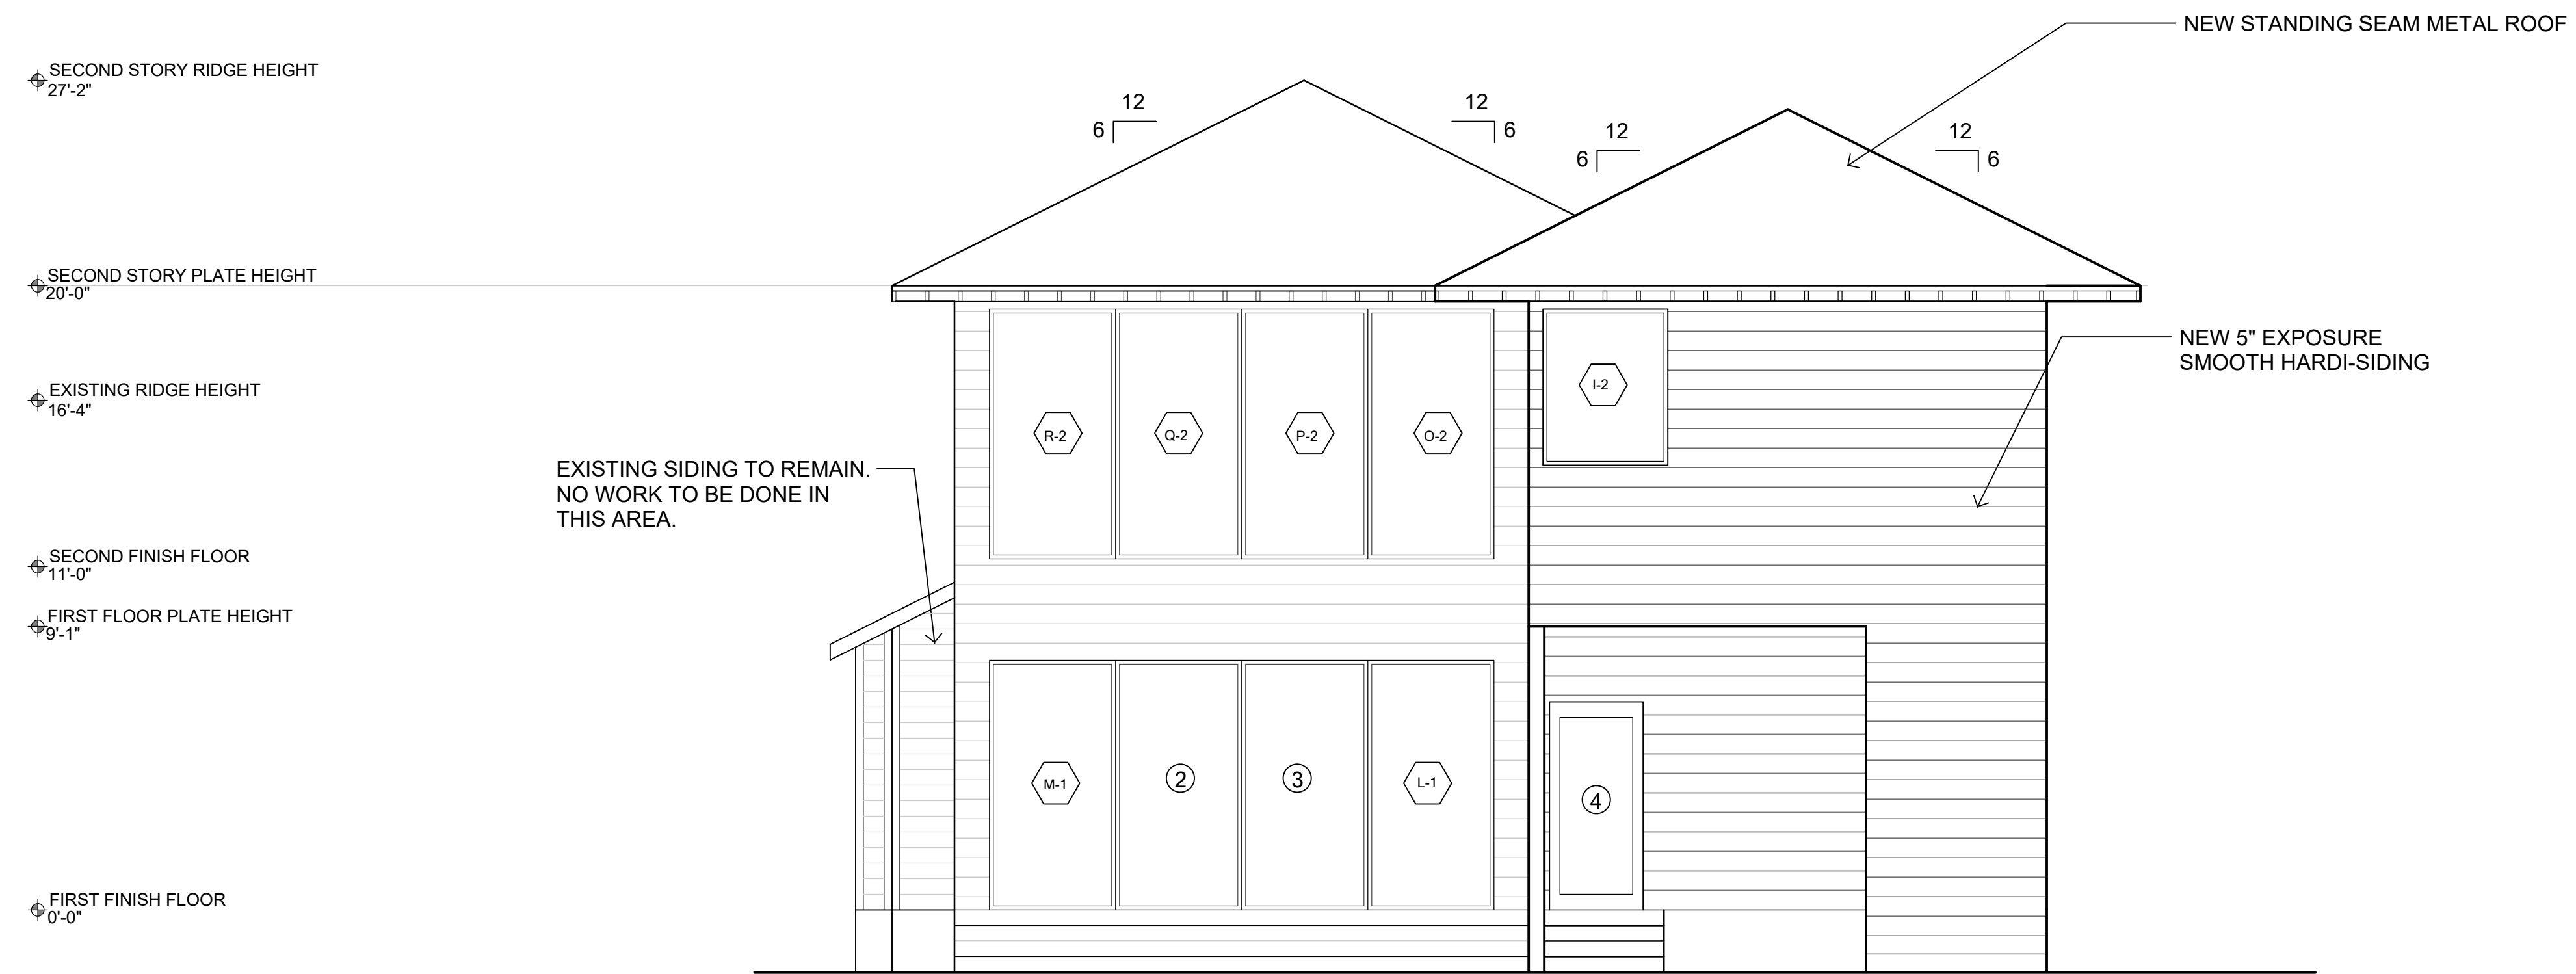 NEW STANDING SEAM METAL ROOF
SECOND STORY RIDGE HEIGHT
27'-2"
12
6
12
6
12
6
12
6
SECOND STORY PLATE HEIGHT
20'-0"
NEW 5" EXPOSURE
SMOOTH HARDI-SIDING
EXISTING RIDGE HEIGHT
16'-4"
I-2
R-2
Q-2
P-2
O-2
EXISTING SIDING TO REMAIN.
NO WORK TO BE DONE IN
THIS AREA.
SECOND FINISH FLOOR
11'-0"
FIRST FLOOR PLATE HEIGHT
9'-1"
M-1
2
3
L-1
4
FIRST FINISH FLOOR
0'-0"